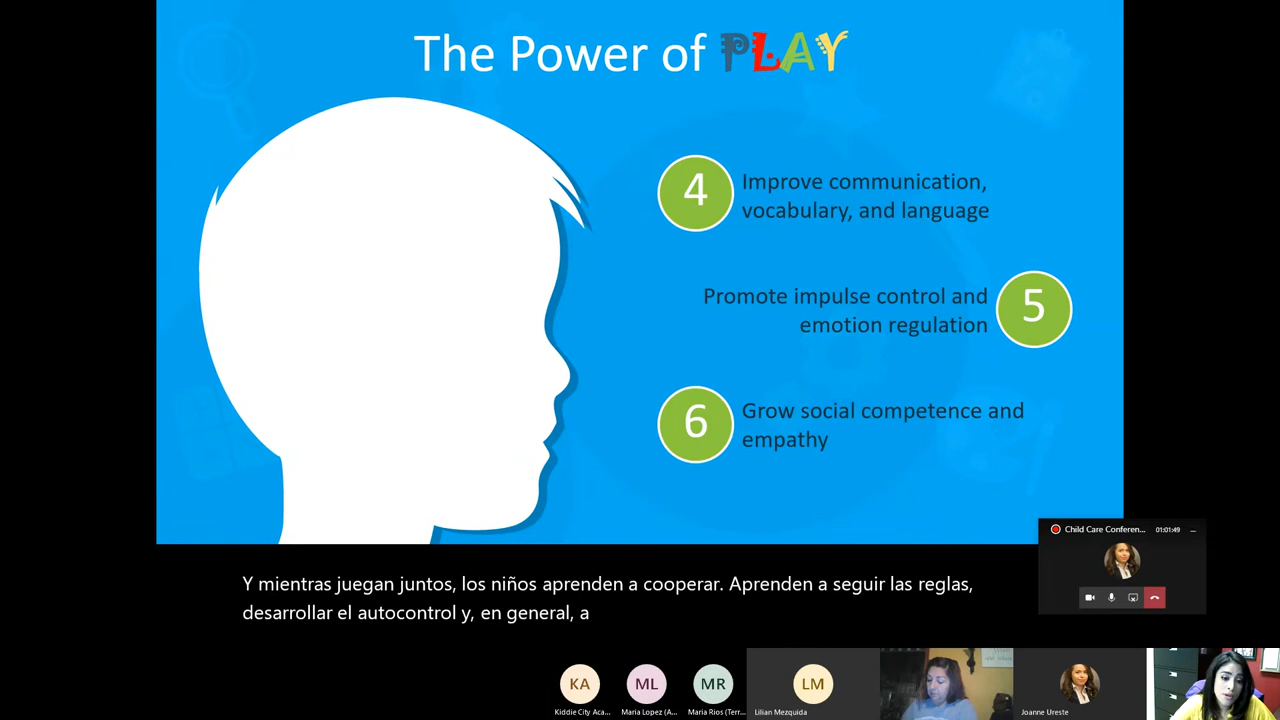 The Power of PLAY
4
Improve communication,
vocabulary, and language
Promote impulse control and
emotion regulation
5
6
Grow social competence and
empathy
Child Care Conferen...
01:01:49
Y mientras juegan juntos, los niños aprenden a cooperar. Aprenden a seguir las reglas,
desarrollar el autocontrol y, en general, a
KA
ML
MR
LM
Kiddie City Aca...
Maria Lopez (A...
Maria Rios (Terr...
Lilian Mezquida
Joanne Ureste